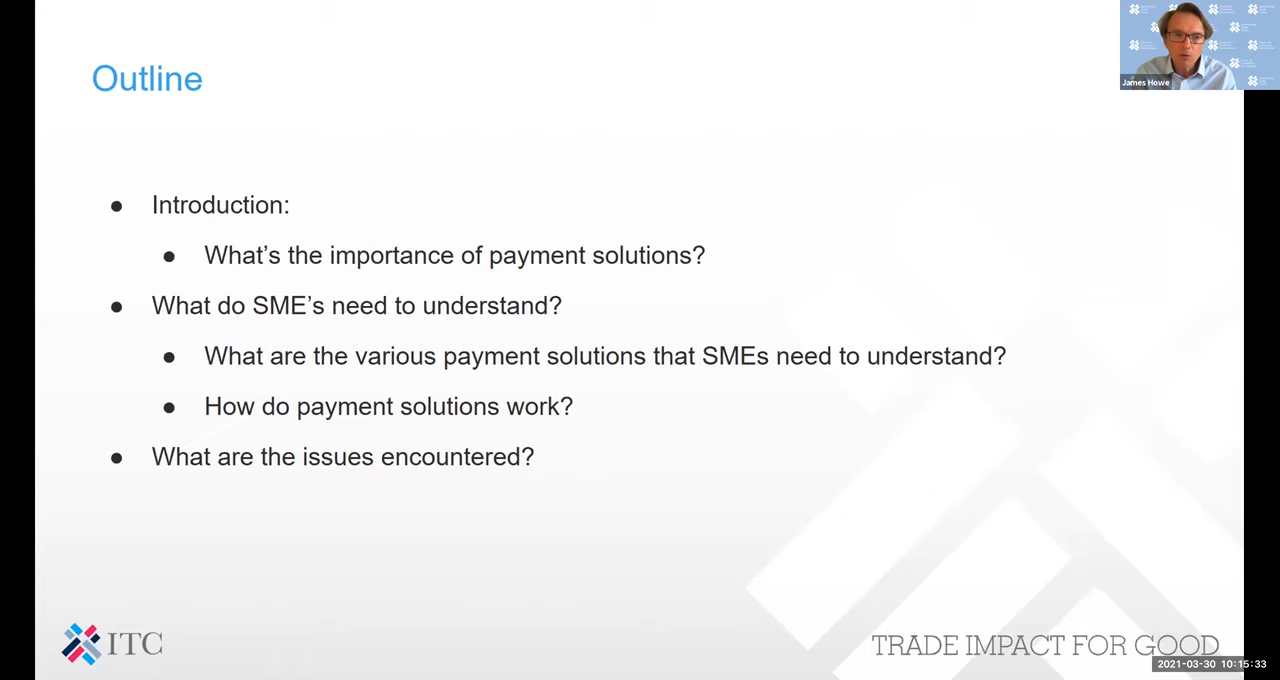 Outline
James Howe
Introduction:
What’s the importance of payment solutions?
What do SME’s need to understand?
What are the various payment solutions that SMEs need to understand?
How do payment solutions work?
What are the issues encountered?
ITC
TRADE IMPACT FOR GOOD
2021-03-30 10:15:33